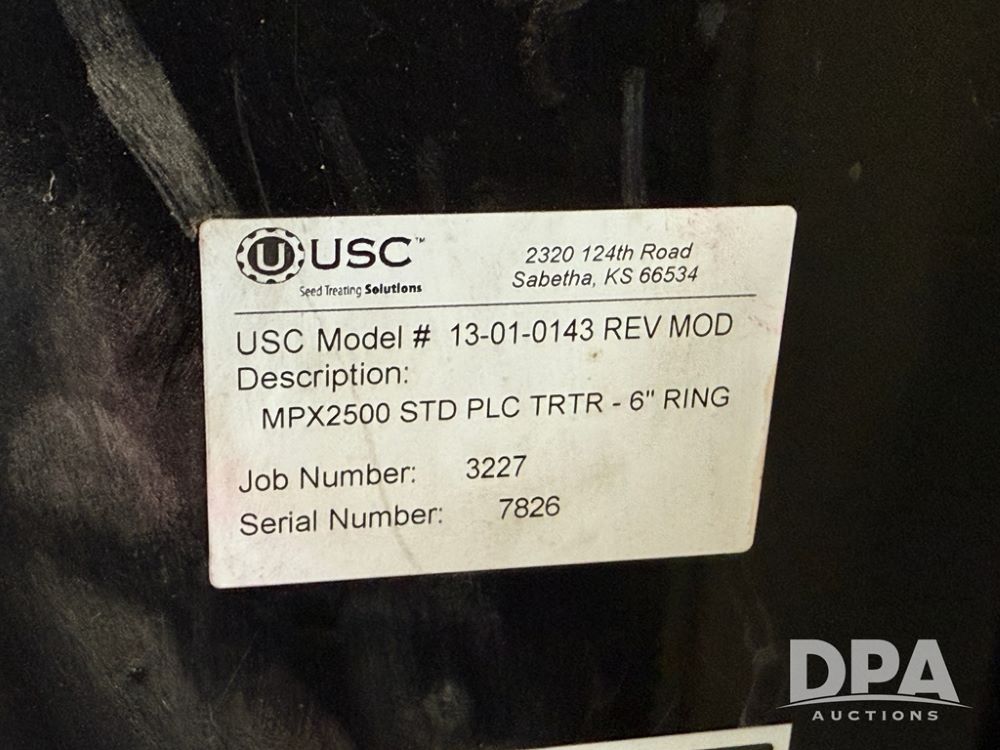 U USC™
Seed Treating Solutions
2320 124th Road
Sabetha, KS 66534
USC Model # 13-01-0143 REV MOD
Description:
MPX2500 STD PLC TRTR - 6" RING
Job Number: 3227
Serial Number: 7826
DPA
AUCTIONS